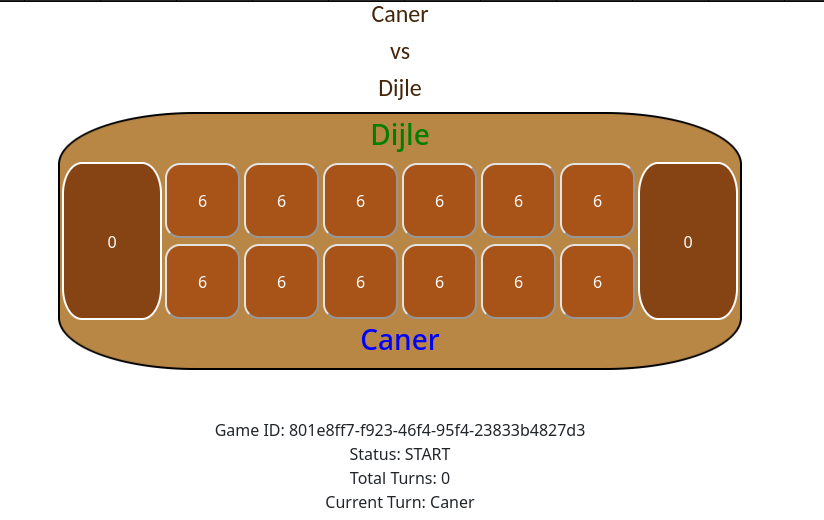 Caner
vs
Dijle
Dijle
6 6 6 6 6 6
0 0
6 6 6 6 6 6
Caner
Game ID: 801e8ff7-f923-46f4-95f4-23833b4827d3
Status: START
Total Turns: 0
Current Turn: Caner